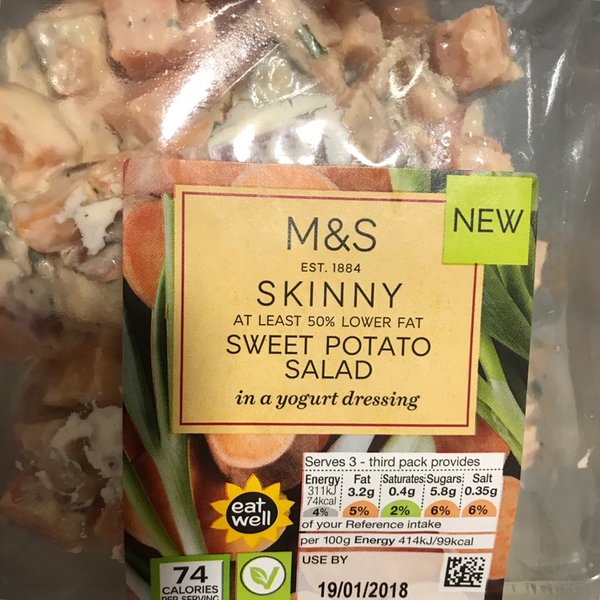 NEW
M&S
EST. 1884
SKINNY
AT LEAST 50% LOWER FAT
SWEET POTATO
SALAD
in a yogurt dressing
Serves 3 - third pack provides
Energy Fat Saturates Sugars Salt
311kJ 3.2g 0.4g 5.8g 0.35g
74kcal
4% 5% 2% 6% 6%
of your Reference intake
per 100g Energy 414kJ/99kcal
eat
well
USE BY
19/01/2018
74
CALORIES
PER SERVING